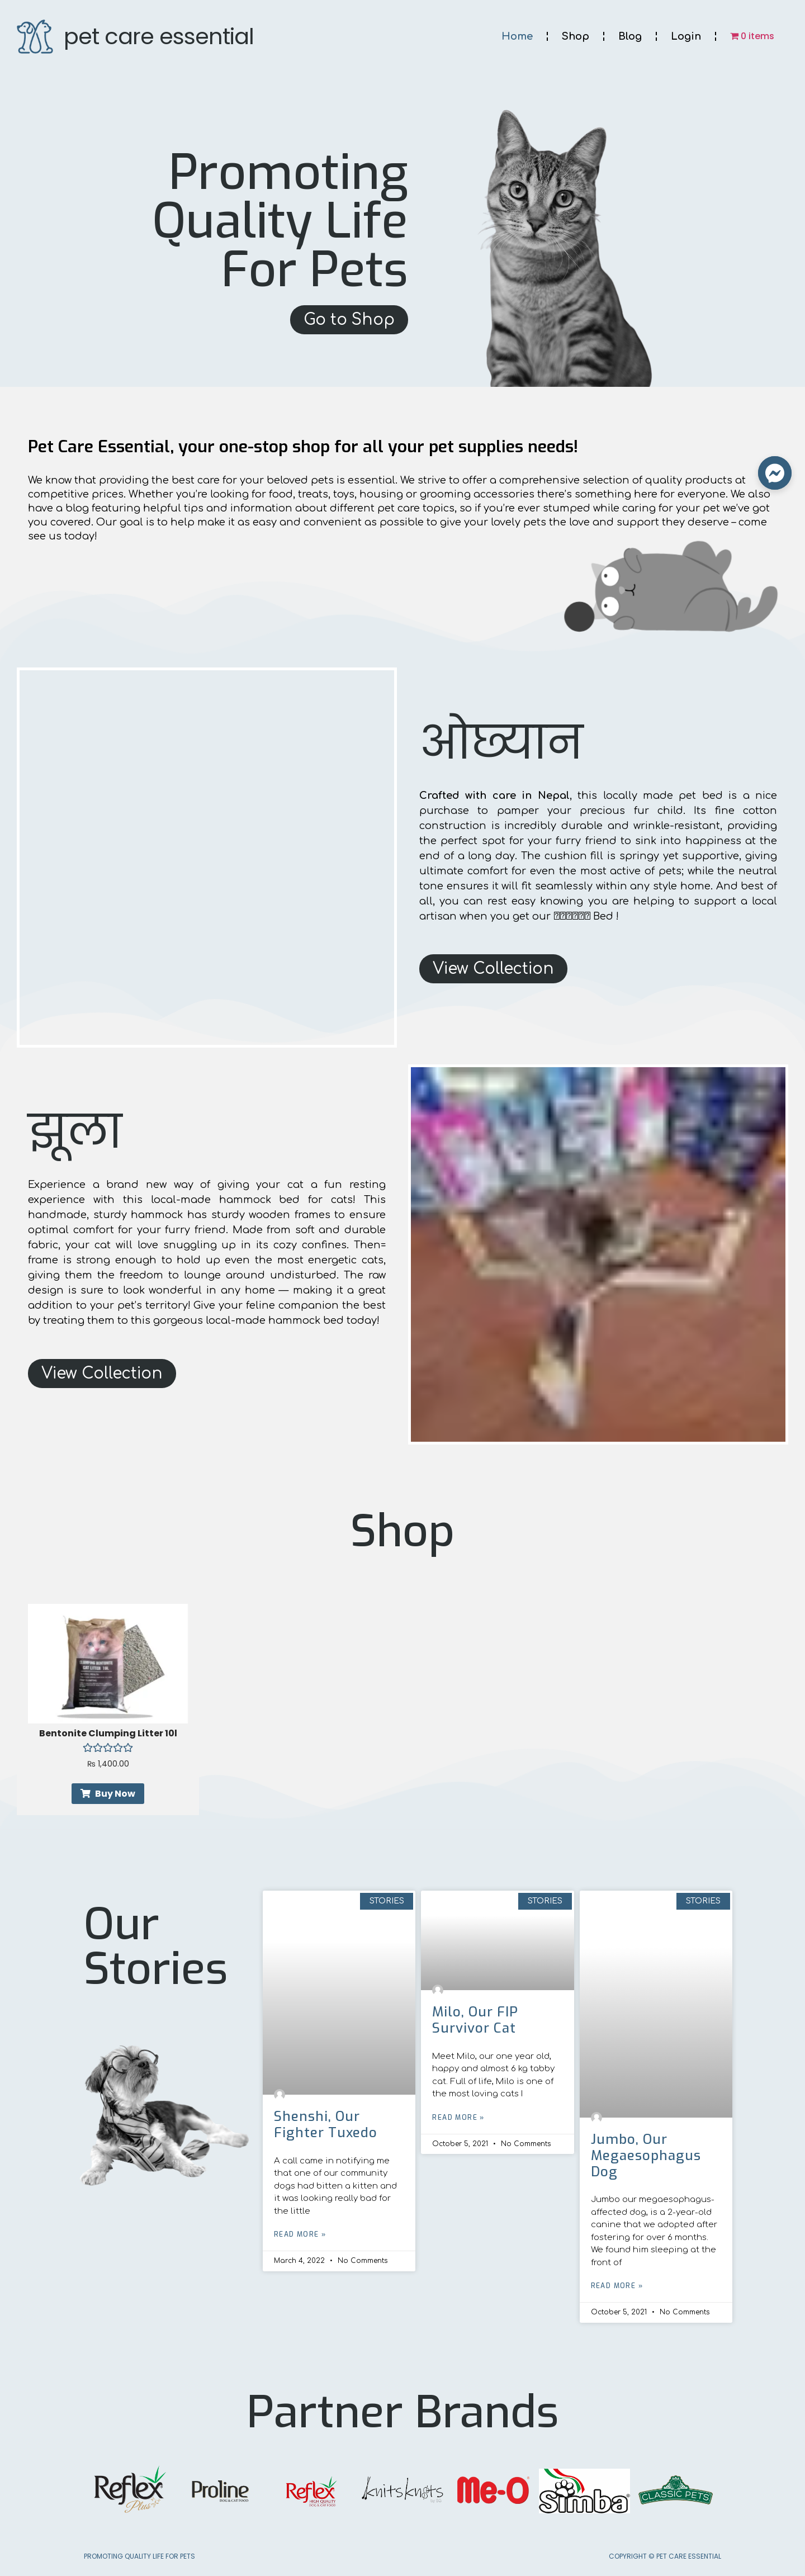 pet care essential
Home
Shop
Blog
Login
0 items
Promoting
Quality Life
For Pets
Go to Shop
Pet Care Essential, your one-stop shop for all your pet supplies needs!
We know that providing the best care for your beloved pets is essential. We strive to offer a comprehensive selection of quality products at
competitive prices. Whether you're looking for food, treats, toys, housing or grooming accessories there's something here for everyone. We also
have a blog featuring helpful tips and information about different pet care topics, so if you're ever stumped while caring for your pet we've got
you covered. Our goal is to help make it as easy and convenient as possible to give your lovely pets the love and support they deserve – come
see us today!
ओछ्यान
Crafted with care in Nepal, this locally made pet bed is a nice
purchase to pamper your precious fur child. Its fine cotton
construction is incredibly durable and wrinkle-resistant, providing
the perfect spot for your furry friend to sink into happiness at the
end of a long day. The cushion fill is springy yet supportive, giving
ultimate comfort for even the most active of pets; while the neutral
tone ensures it will fit seamlessly within any style home. And best of
all, you can rest easy knowing you are helping to support a local
artisan when you get our Bed !
View Collection
झूला
Experience a brand new way of giving your cat a fun resting
experience with this local-made hammock bed for cats! This
handmade, sturdy hammock has sturdy wooden frames to ensure
optimal comfort for your furry friend. Made from soft and durable
fabric, your cat will love snuggling up in its cozy confines. Then=
frame is strong enough to hold up even the most energetic cats,
giving them the freedom to lounge around undisturbed. The raw
design is sure to look wonderful in any home — making it a great
addition to your pet's territory! Give your feline companion the best
by treating them to this gorgeous local-made hammock bed today!
View Collection
Shop
Bentonite Clumping Litter 10l
₨ 1,400.00
Buy Now
Our
Stories
STORIES
Shenshi, Our
Fighter Tuxedo
A call came in notifying me
that one of our community
dogs had bitten a kitten and
it was looking really bad for
the little
READ MORE »
March 4, 2022 • No Comments
STORIES
Milo, Our FIP
Survivor Cat
Meet Milo, our one year old,
happy and almost 6 kg tabby
cat. Full of life, Milo is one of
the most loving cats I
READ MORE »
October 5, 2021 • No Comments
STORIES
Jumbo, Our
Megaesophagus
Dog
Jumbo our megaesophagus-
affected dog, is a 2-year-old
canine that we adopted after
fostering for over 6 months.
We found him sleeping at the
front of
READ MORE »
October 5, 2021 • No Comments
Partner Brands
Reflex Plus
Proline
Reflex
HIGH QUALITY
knitsknots
Me-O
Simba
CLASSIC PETS
PROMOTING QUALITY LIFE FOR PETS
COPYRIGHT © PET CARE ESSENTIAL